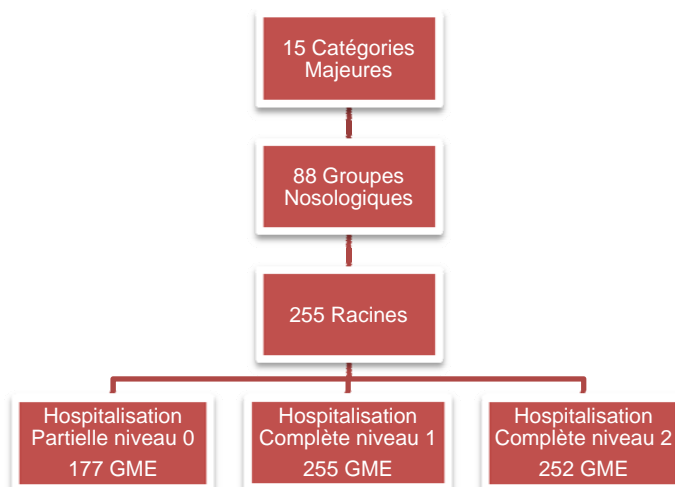 15 Catégories
Majeures
88 Groupes
Nosologiques
255 Racines
Hospitalisation
Partielle niveau 0
177 GME
Hospitalisation
Complète niveau 1
255 GME
Hospitalisation
Complète niveau 2
252 GME